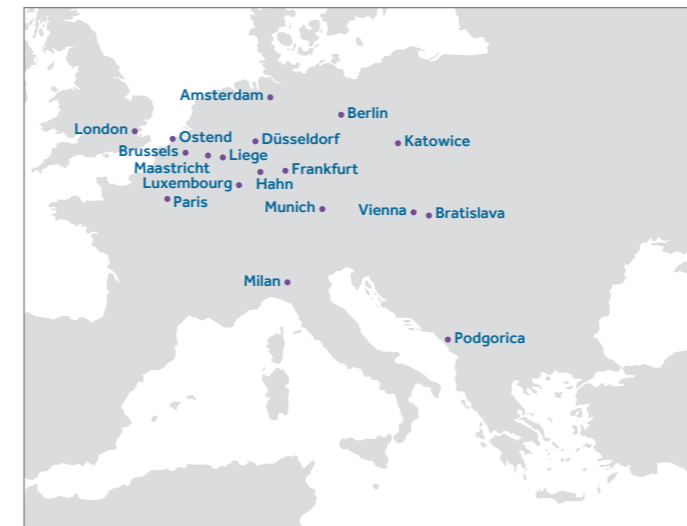 Amsterdam
Berlin
London
Ostend
Düsseldorf
Katowice
Brussels
Liege
Maastricht
Frankfurt
Luxembourg
Hahn
Paris
Munich
Vienna
Bratislava
Milan
Podgorica